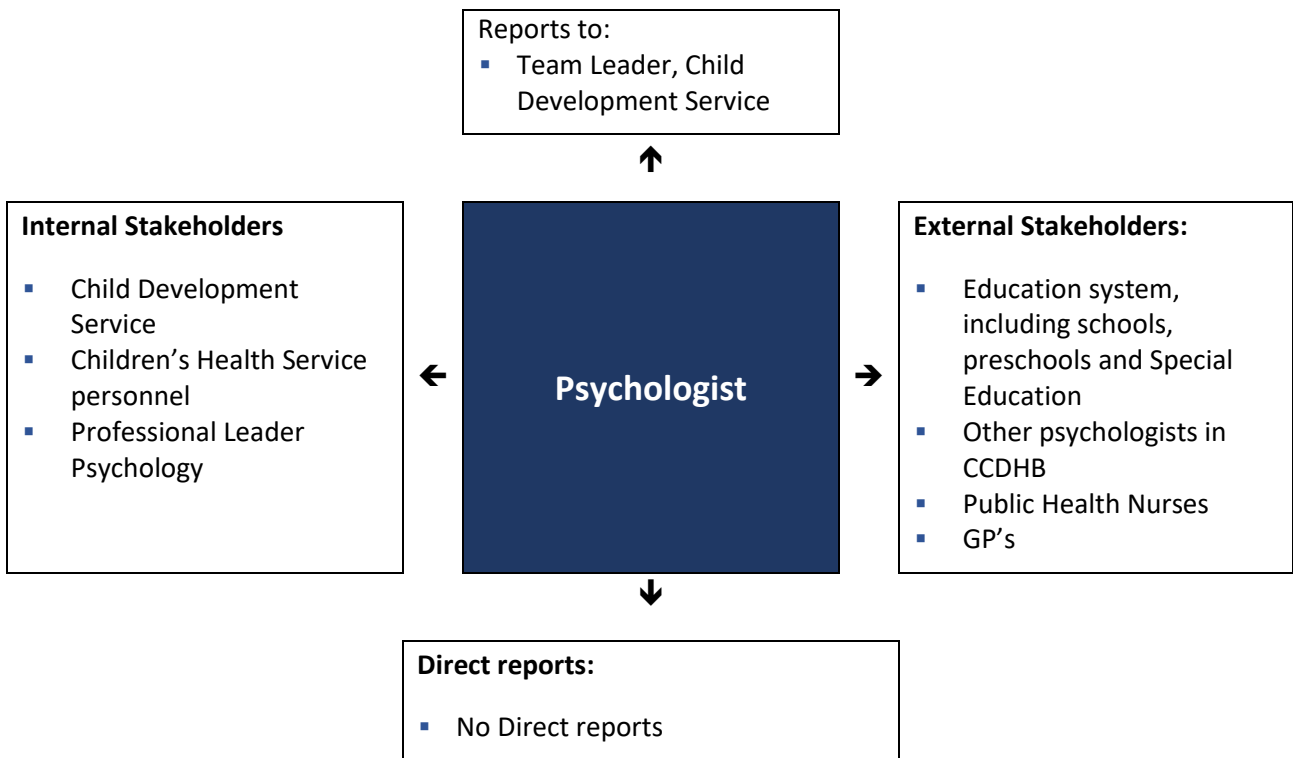 Reports to:
▪ Team Leader, Child
Development Service
Internal Stakeholders
▪ Child Development
Service
▪ Children’s Health Service
personnel
▪ Professional Leader
Psychology
Psychologist
External Stakeholders:
▪ Education system,
including schools,
preschools and Special
Education
▪ Other psychologists in
CCDHB
▪ Public Health Nurses
▪ GP’s
Direct reports:
▪ No Direct reports